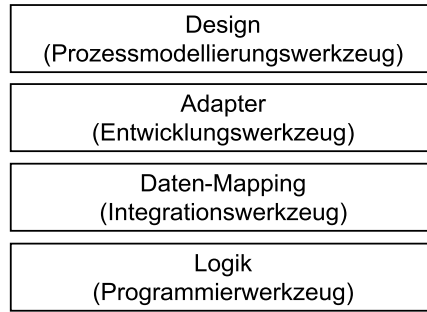 Design
(Prozessmodellierungswerkzeug)
Adapter
(Entwicklungswerkzeug)
Daten-Mapping
(Integrationswerkzeug)
Logik
(Programmierwerkzeug)